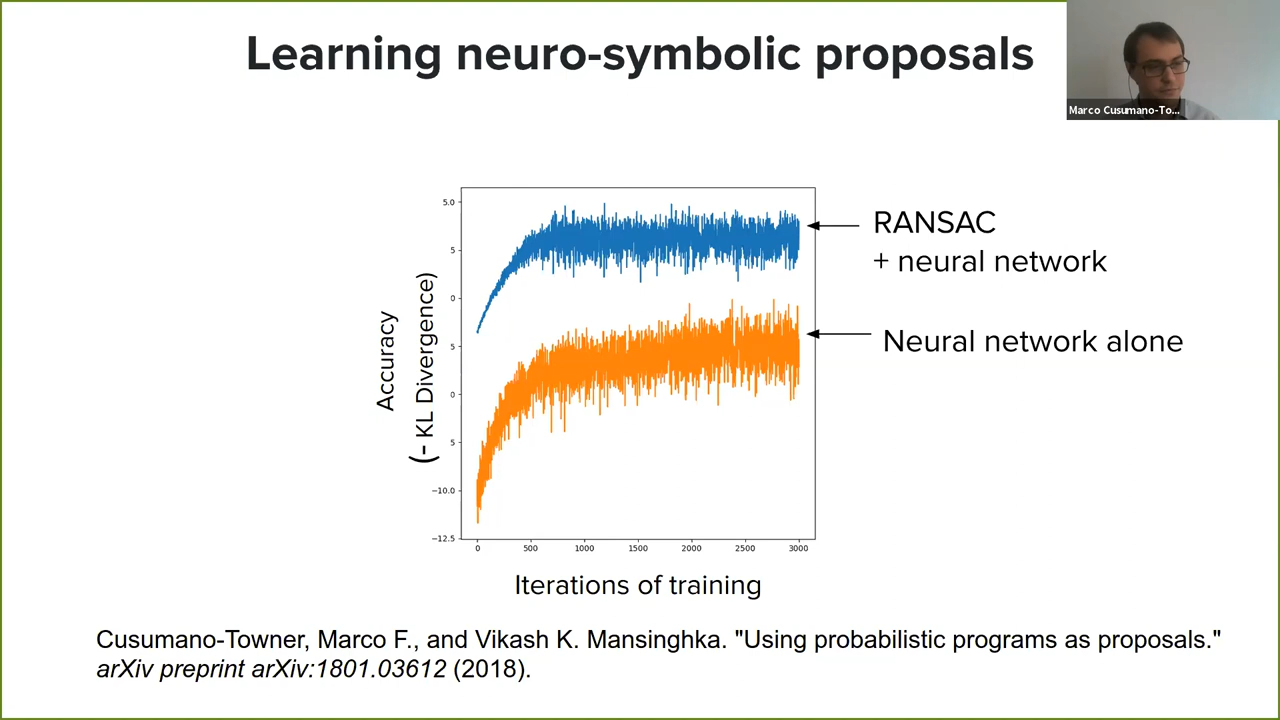 Learning neuro-symbolic proposals
Marco Cusumano-To...
5.0
5
0
5
0
5
−10.0
−12.5
0 500 1000 1500 2000 2500 3000
Accuracy
(- KL Divergence)
Iterations of training
RANSAC
+ neural network
Neural network alone
Cusumano-Towner, Marco F., and Vikash K. Mansinghka. "Using probabilistic programs as proposals."
arXiv preprint arXiv:1801.03612 (2018).